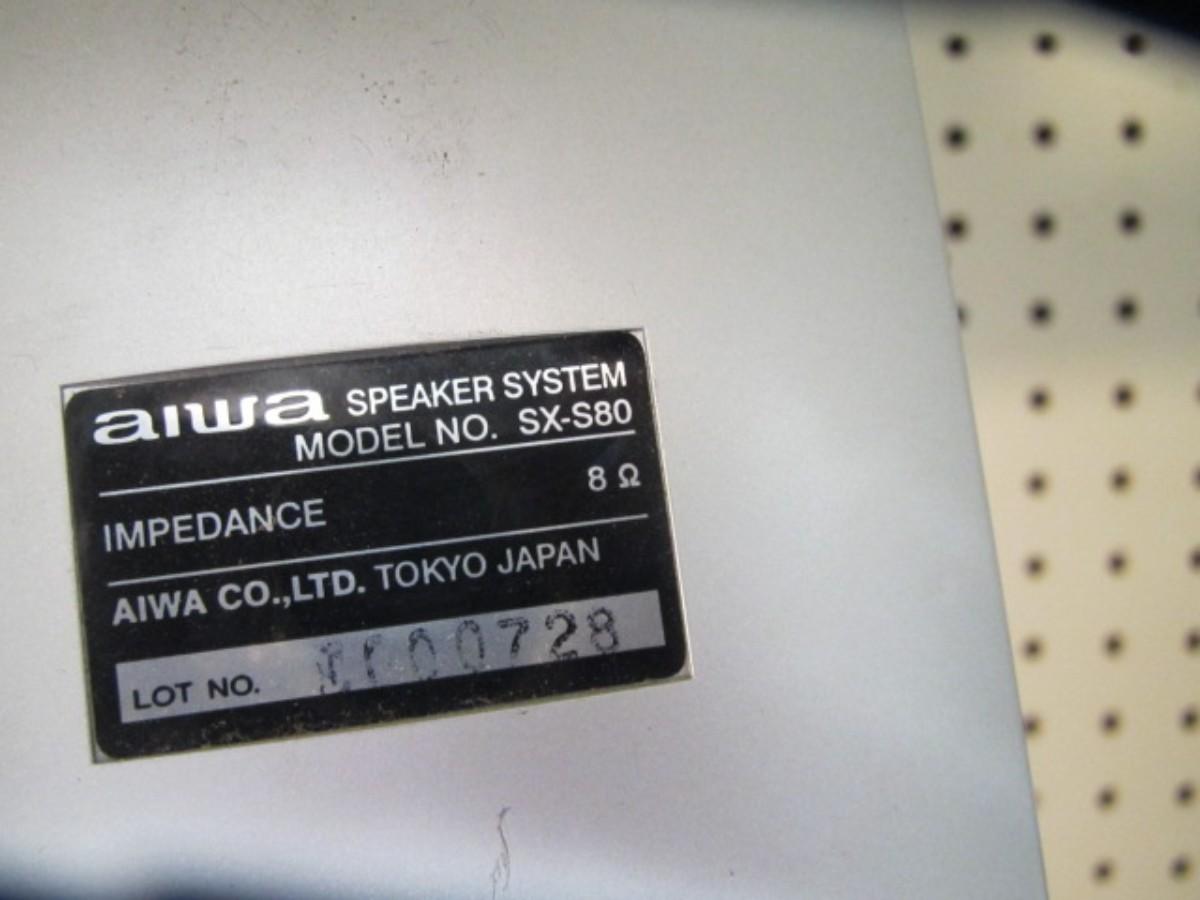 aiwa SPEAKER SYSTEM
MODEL NO. SX-S80
IMPEDANCE 8 Ω
AIWA CO.,LTD. TOKYO JAPAN
LOT NO.